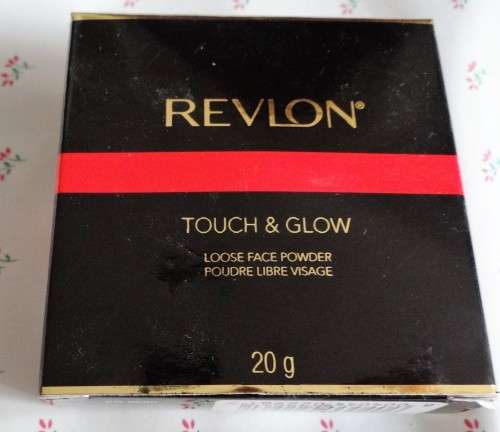 REVLON®
TOUCH & GLOW
LOOSE FACE POWDER
POUDRE LIBRE VISAGE
20 g